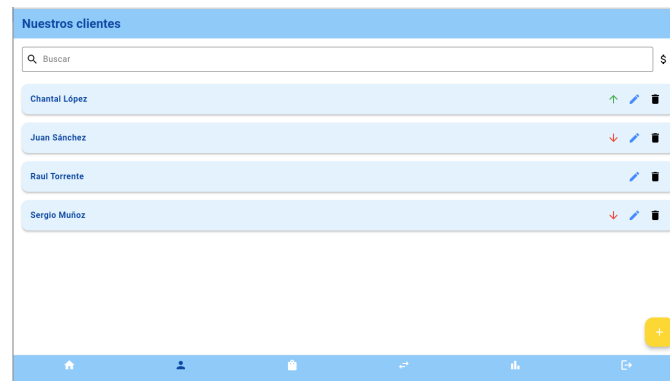 Nuestros clientes
Buscar
$
Chantal López
Juan Sánchez
Raul Torrente
Sergio Muñoz
+